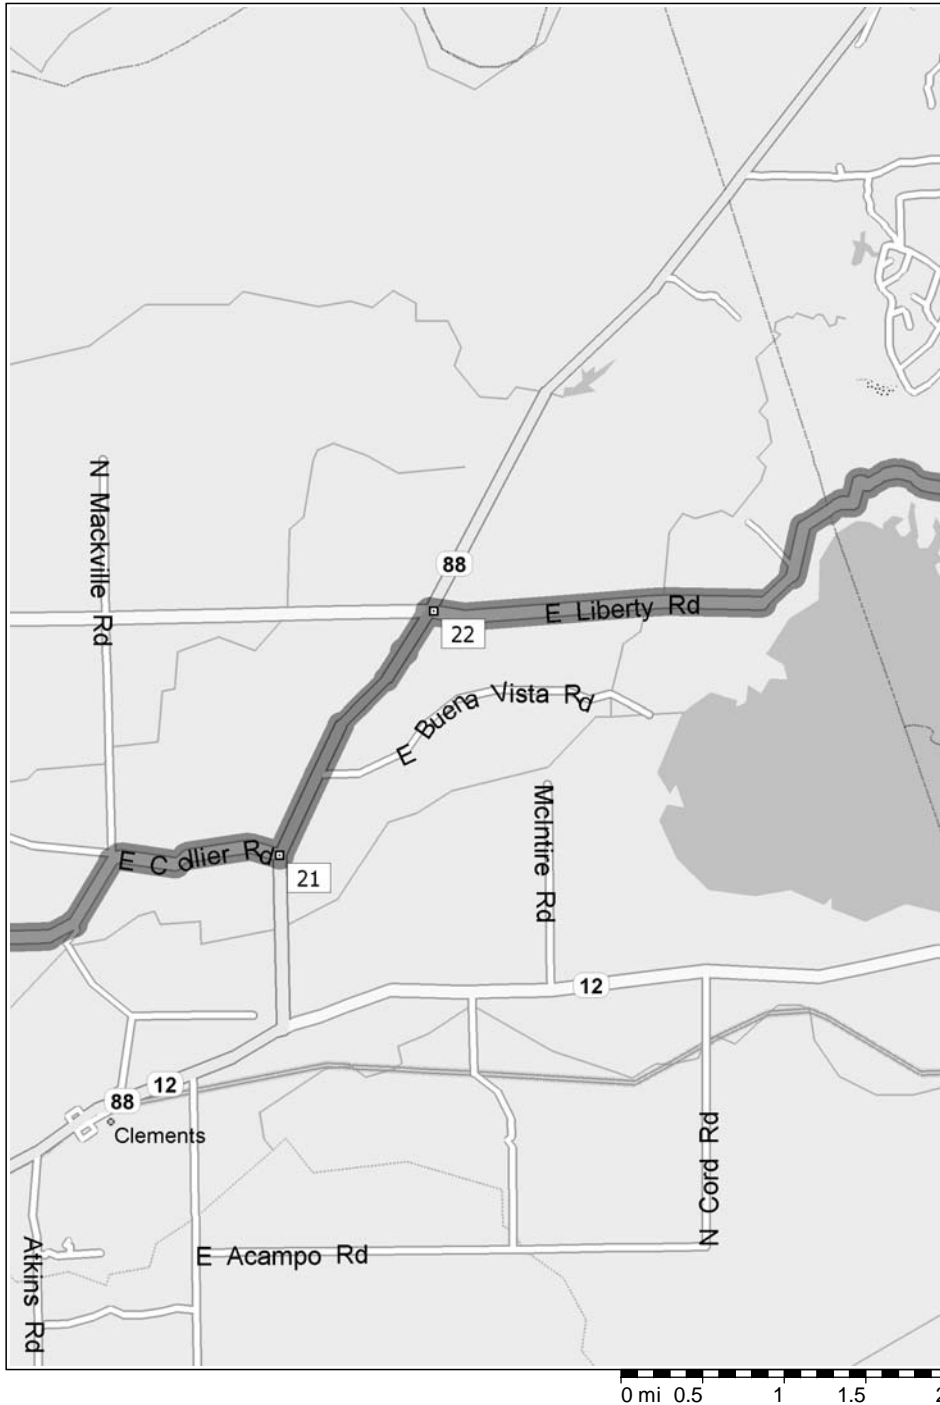 N Mackville Rd
88
E Liberty Rd
22
E Buena Vista Rd
McIntire Rd
E Collier Rd
21
12
12
88
Clements
N Cord Rd
E Acampo Rd
Atkins Rd
0 mi 0.5 1 1.5 2